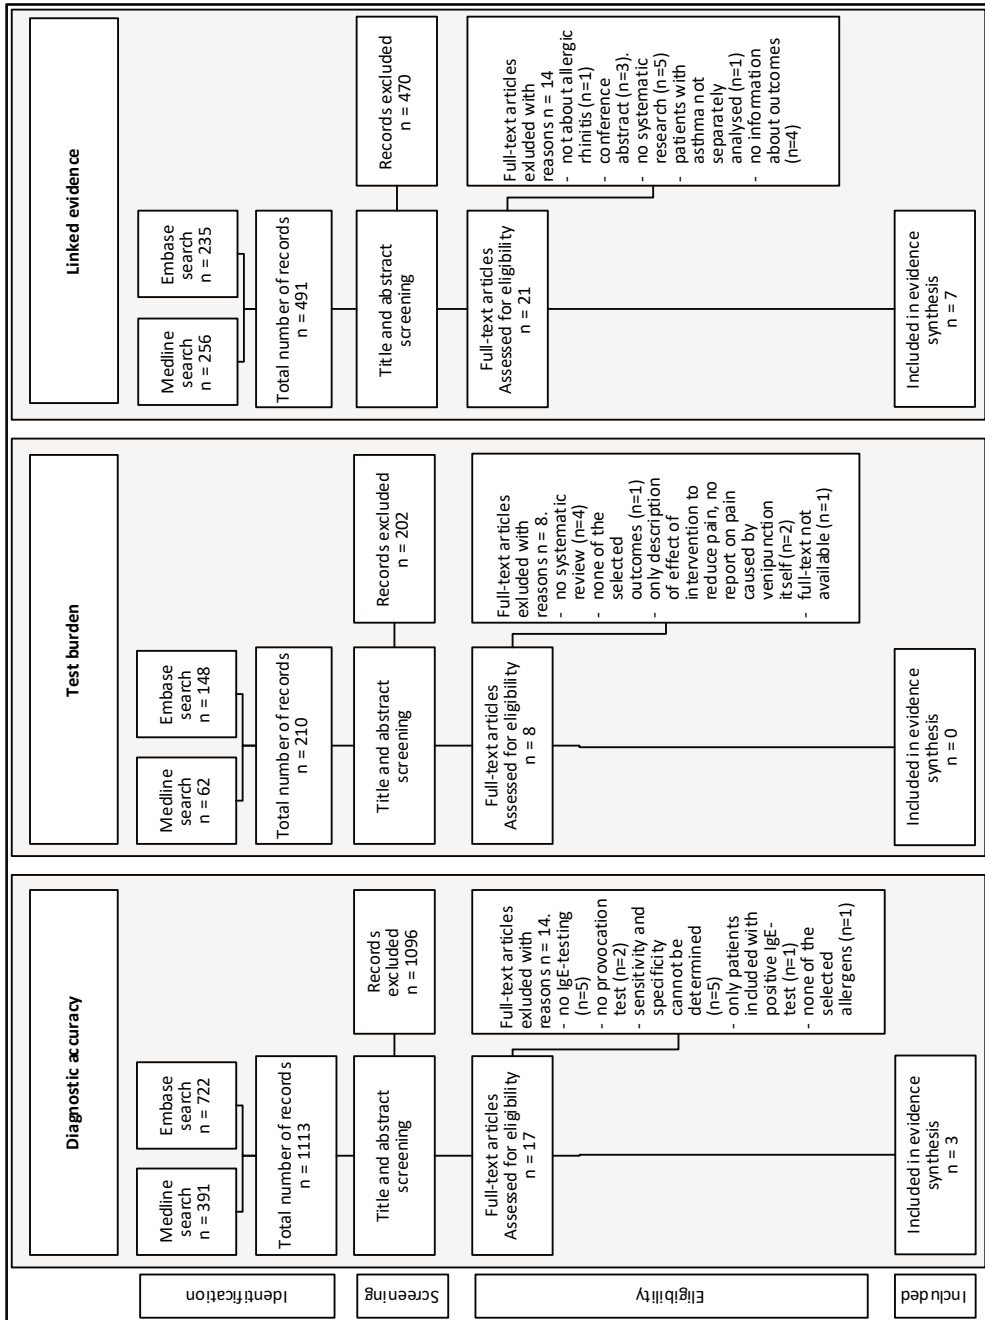 Identification
Screening
Eligibility
Included
Diagnostic accuracy
Medline
search
n = 391
Embase
search
n = 722
Total number of records
n = 1113
Title and abstract
screening
Records
excluded
n = 1096
Full-text articles
Assessed for eligibility
n = 17
Full-text articles
exluded with
reasons n = 14.
- no IgE-testing
(n=5)
- no provocation
test (n=2)
- sensitivity and
specificity
cannot be
determined
(n=5)
- only patients
included with
positive IgE-
test (n=1)
- none of the
selected
allergens (n=1)
Included in evidence
synthesis
n = 3
Test burden
Medline
search
n = 62
Embase
search
n = 148
Total number of records
n = 210
Title and abstract
screening
Records excluded
n = 202
Full-text articles
Assessed for eligibility
n = 8
Full-text articles
exluded with
reasons n = 8.
- no systematic
review (n=4)
- none of the
selected
outcomes (n=1)
- only description
of effect of
intervention to
reduce pain, no
report on pain
caused by
venipunction
itself (n=2)
- full-text not
available (n=1)
Included in evidence
synthesis
n = 0
Linked evidence
Medline
search
n = 256
Embase
search
n = 235
Total number of records
n = 491
Title and abstract
screening
Records excluded
n = 470
Full-text articles
Assessed for eligibility
n = 21
Full-text articles
exluded with
reasons n = 14
- not about allergic
rhinitis (n=1)
- conference
abstract (n=3).
- no systematic
research (n=5)
- patients with
asthma not
separately
analysed (n=1)
- no information
about outcomes
(n=4)
Included in evidence
synthesis
n = 7